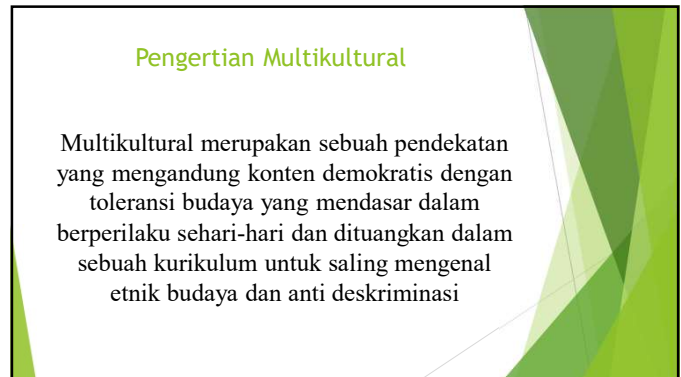 Pengertian Multikultural
Multikultural merupakan sebuah pendekatan
yang mengandung konten demokratis dengan
toleransi budaya yang mendasar dalam
berperilaku sehari-hari dan dituangkan dalam
sebuah kurikulum untuk saling mengenal
etnik budaya dan anti deskriminasi